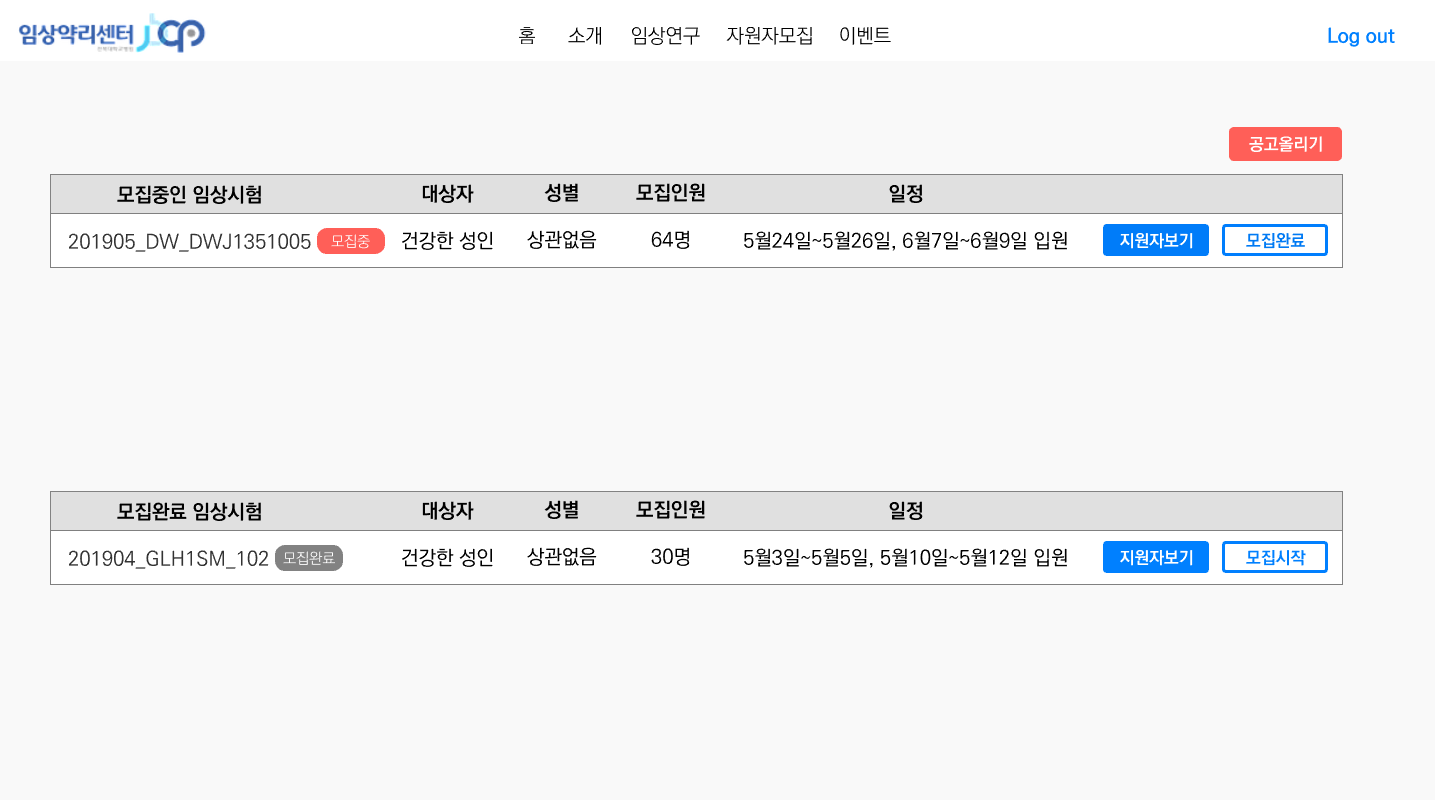 임상약리센터 jcp
홈 소개 임상연구 자원자모집 이벤트 Log out
공고올리기
모집중인 임상시험 대상자 성별 모집인원 일정
201905_DW_DWJ1351005 모집중 건강한 성인 상관없음 64명 5월24일~5월26일, 6월7일~6월9일 입원 지원자보기 모집완료
모집완료 임상시험 대상자 성별 모집인원 일정
201904_GLH1SM_102 모집완료 건강한 성인 상관없음 30명 5월3일~5월5일, 5월10일~5월12일 입원 지원자보기 모집시작